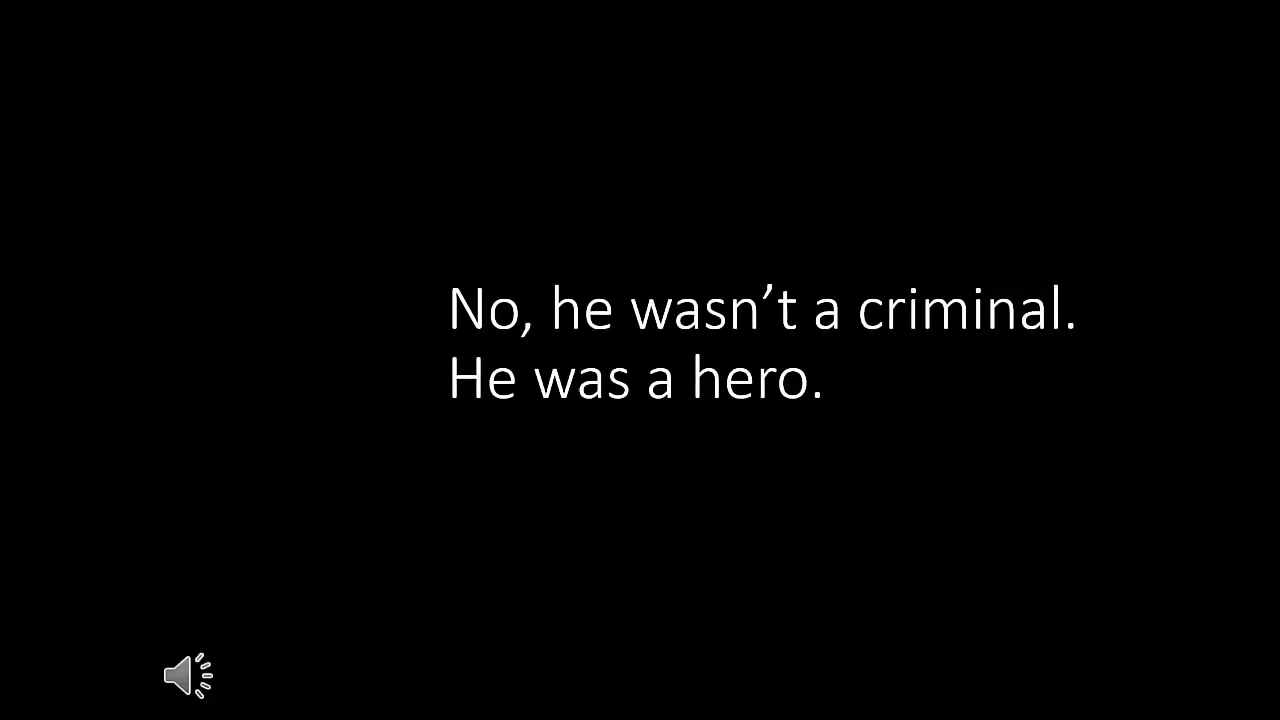 No, he wasn’t a criminal.
He was a hero.